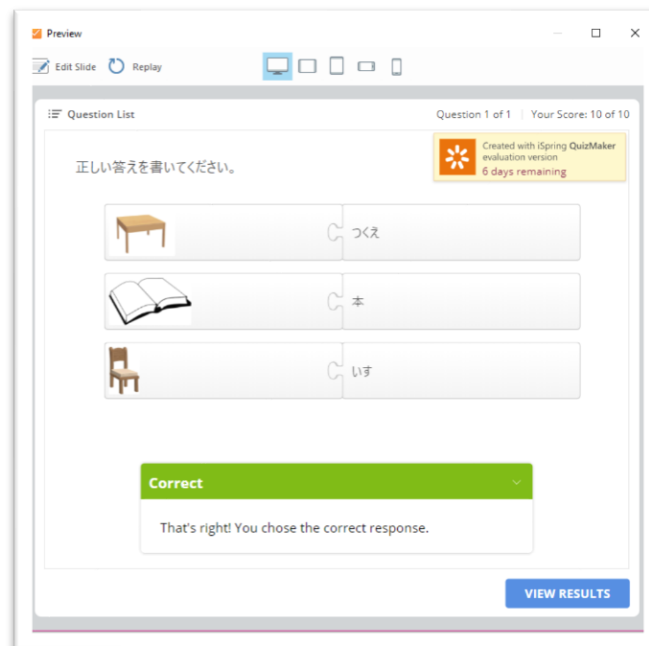 Preview
Edit Slide
Replay
Question List
Question 1 of 1 | Your Score: 10 of 10
Created with iSpring QuizMaker
evaluation version
6 days remaining
正しい答えを書いてください。
つくえ
本
いす
Correct
That's right! You chose the correct response.
VIEW RESULTS